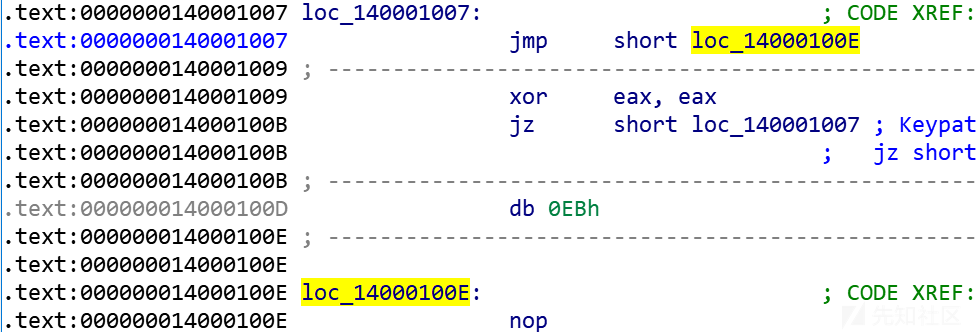 .text:0000000140001007 loc_140001007: ; CODE XREF:
.text:0000000140001007 jmp short loc_14000100E
.text:0000000140001009 ; ---------------------------------------------------
.text:0000000140001009 xor eax, eax
.text:000000014000100B jz short loc_140001007 ; Keypat
.text:000000014000100B ; jz short
.text:000000014000100B ; ---------------------------------------------------
.text:000000014000100D db 0EBh
.text:000000014000100E ; ---------------------------------------------------
.text:000000014000100E
.text:000000014000100E loc_14000100E: ; CODE XREF:
.text:000000014000100E nop
先知社区